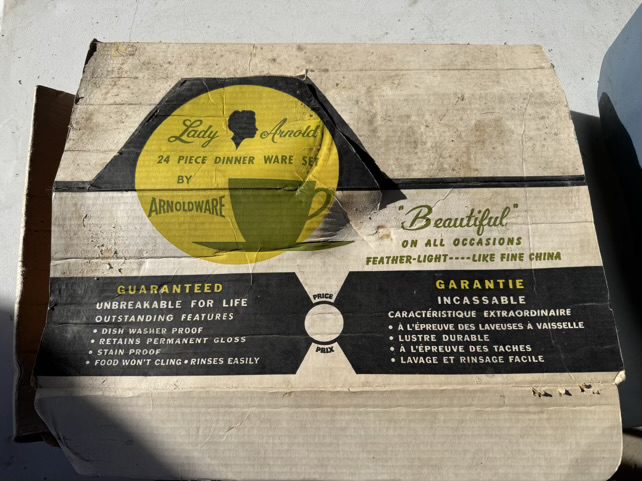 Lady Arnold
24 PIECE DINNER WARE SET
BY
ARNOLDWARE
"Beautiful"
ON ALL OCCASIONS
FEATHER-LIGHT----LIKE FINE CHINA
GUARANTEED
UNBREAKABLE FOR LIFE
OUTSTANDING FEATURES
• DISH WASHER PROOF
• RETAINS PERMANENT GLOSS
• STAIN PROOF
• FOOD WON'T CLING • RINSES EASILY
PRICE
PRIX
GARANTIE
INCASSABLE
CARACTÉRISTIQUE EXTRAORDINAIRE
• À L'ÉPREUVE DES LAVEUSES À VAISSELLE
• LUSTRE DURABLE
• À L'ÉPREUVE DES TACHES
• LAVAGE ET RINSAGE FACILE